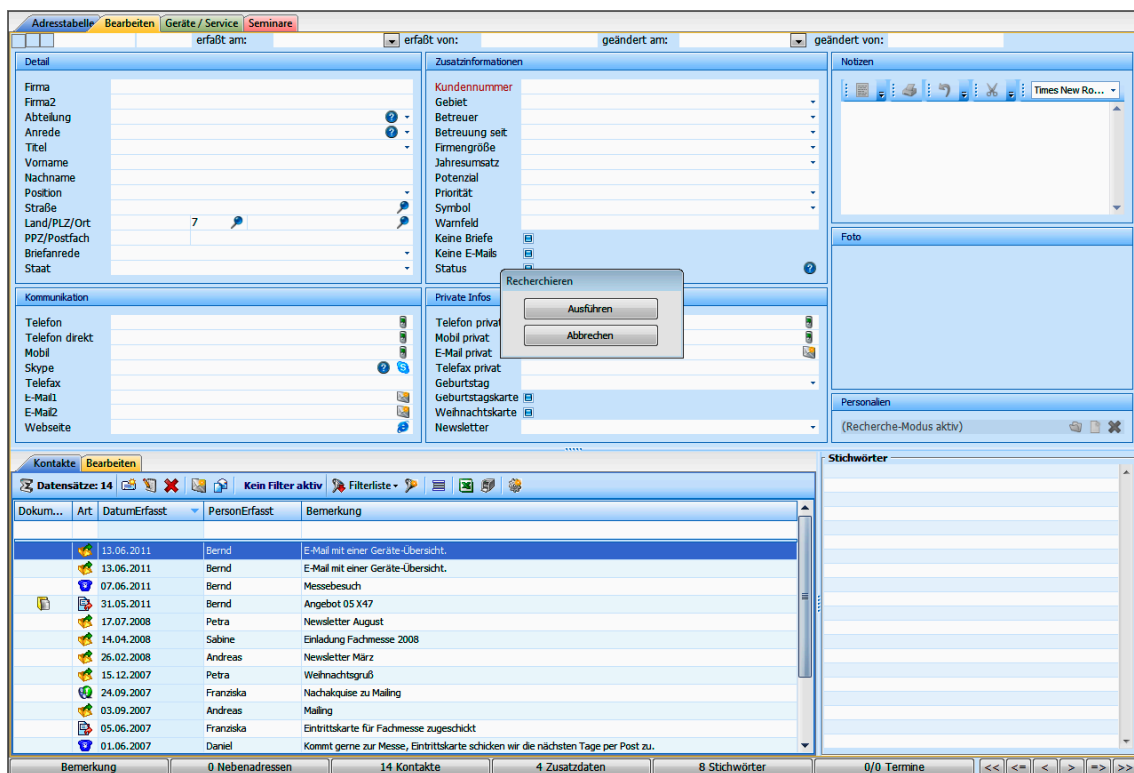 Adresstabelle Bearbeiten Geräte / Service Seminare
erfaßt am: erfaßt von: geändert am: geändert von:
Detail
Firma
Firma2
Abteilung
Anrede
Titel
Vorname
Nachname
Position
Straße
Land/PLZ/Ort 7
PPZ/Postfach
Briefanrede
Staat
Zusatzinformationen
Kundennummer
Gebiet
Betreuer
Betreuung seit
Firmengröße
Jahresumsatz
Potenzial
Priorität
Symbol
Warnfeld
Keine Briefe
Keine E-Mails
Status
Notizen
Times New Ro...
Foto
Recherchieren
Ausführen
Abbrechen
Kommunikation
Telefon
Telefon direkt
Mobil
Skype
Telefax
E-Mail1
E-Mail2
Webseite
Private Infos
Telefon privat
Mobil privat
E-Mail privat
Telefax privat
Geburtstag
Geburtstagskarte
Weihnachtskarte
Newsletter
Personalien
(Recherche-Modus aktiv)
Kontakte Bearbeiten
Datensätze: 14 Kein Filter aktiv Filterliste
Dokum... Art DatumErfasst PersonErfasst Bemerkung
13.06.2011 Bernd E-Mail mit einer Geräte-Übersicht.
13.06.2011 Bernd E-Mail mit einer Geräte-Übersicht.
07.06.2011 Bernd Messebesuch
31.05.2011 Bernd Angebot 05 X47
17.07.2008 Petra Newsletter August
14.04.2008 Sabine Einladung Fachmesse 2008
26.02.2008 Andreas Newsletter März
15.12.2007 Petra Weihnachtsgruß
24.09.2007 Franziska Nachakquise zu Mailing
03.09.2007 Andreas Mailing
05.06.2007 Franziska Eintrittskarte für Fachmesse zugeschickt
01.06.2007 Daniel Kommt gerne zur Messe, Eintrittskarte schicken wir die nächsten Tage per Post zu.
Stichwörter
Bemerkung 0 Nebenadressen 14 Kontakte 4 Zusatzdaten 8 Stichwörter 0/0 Termine << <= < > => >>